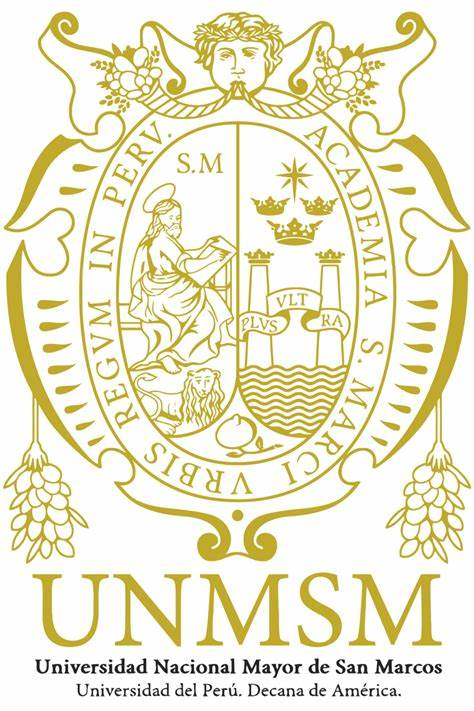 ACADEMIA S. MARCI VRBIS REGVM IN PERV.
S.M
PLVS VLT RA
UNMSM
Universidad Nacional Mayor de San Marcos
Universidad del Perú. Decana de América.